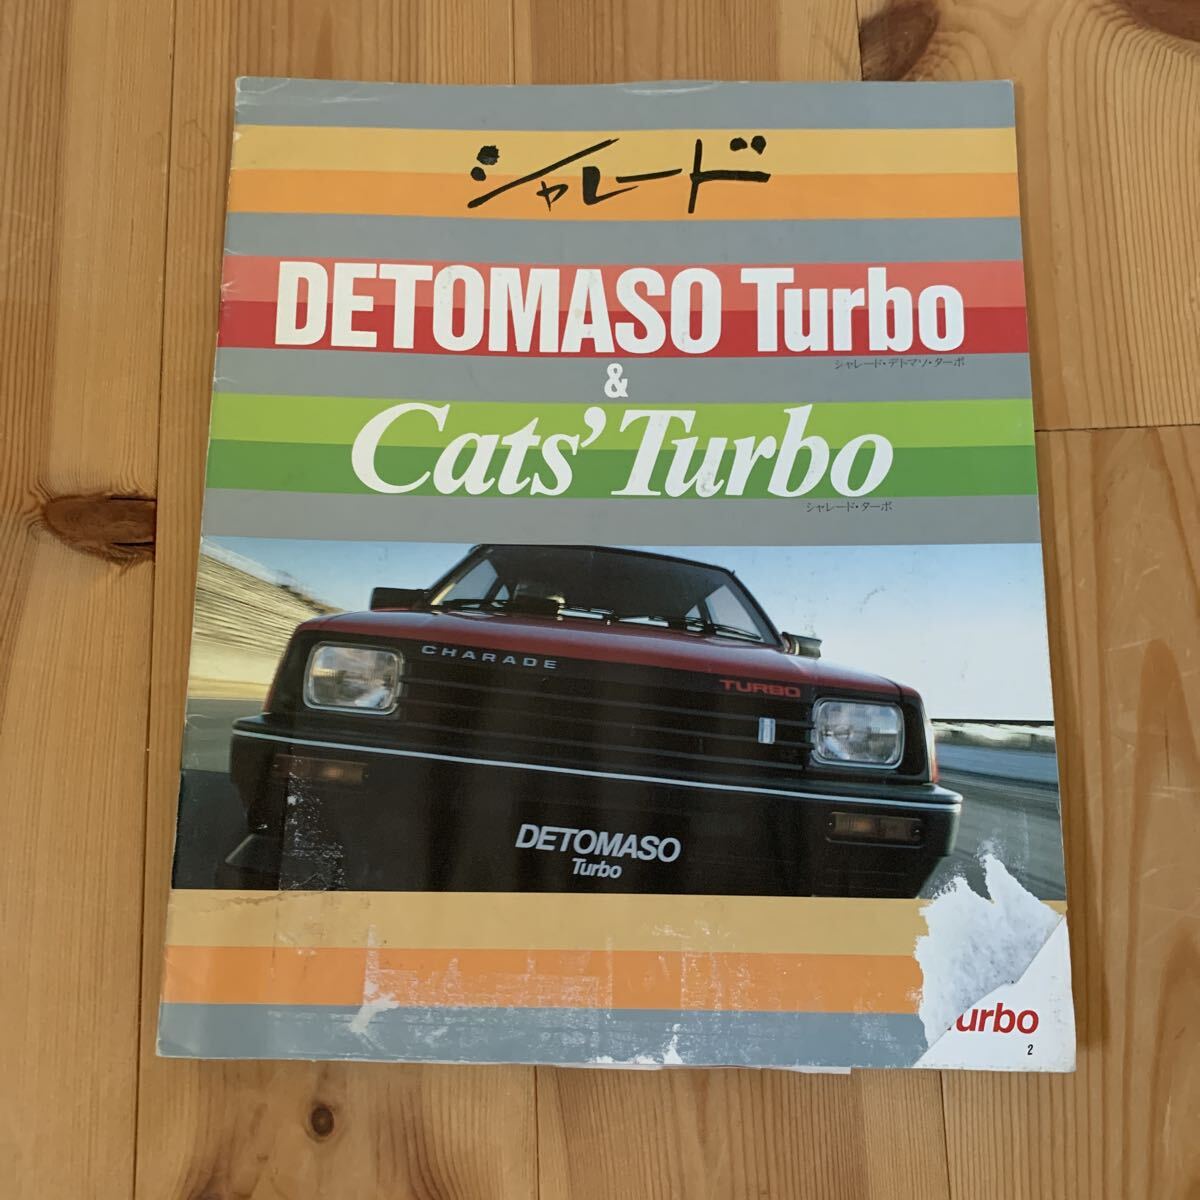 シャレード
DETOMASO Turbo
シャレード・デトマソ・ターボ
&
Cats' Turbo
シャレード・ターボ
CHARADE
TURBO
DETOMASO
Turbo
urbo
2